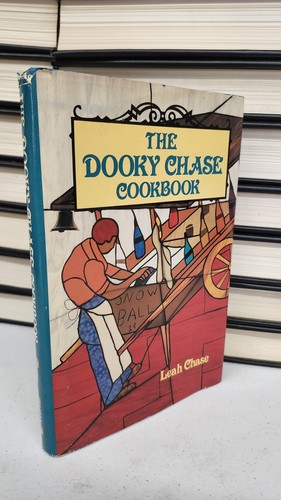 THE
DOOKY CHASE
COOKBOOK
SNOW
BALL
Leah Chase